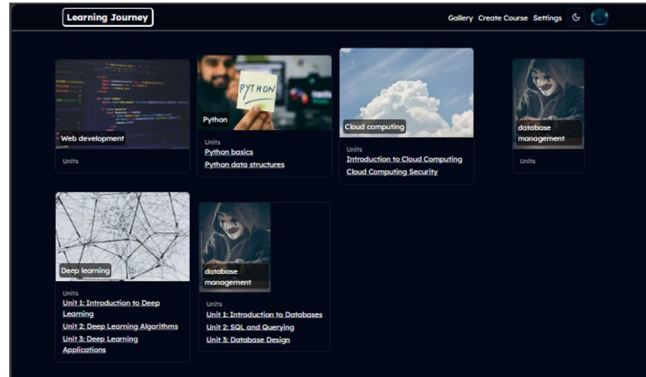 Learning Journey
Gallery Create Course Settings
Web development
Units
PYTHON
Python
Units
Python basics
Python data structures
Cloud computing
Units
Introduction to Cloud Computing
Cloud Computing Security
database
management
Units
Deep learning
Units
Unit 1: Introduction to Deep
Learning
Unit 2: Deep Learning Algorithms
Unit 3: Deep Learning
Applications
database
management
Units
Unit 1: Introduction to Databases
Unit 2: SQL and Querying
Unit 3: Database Design